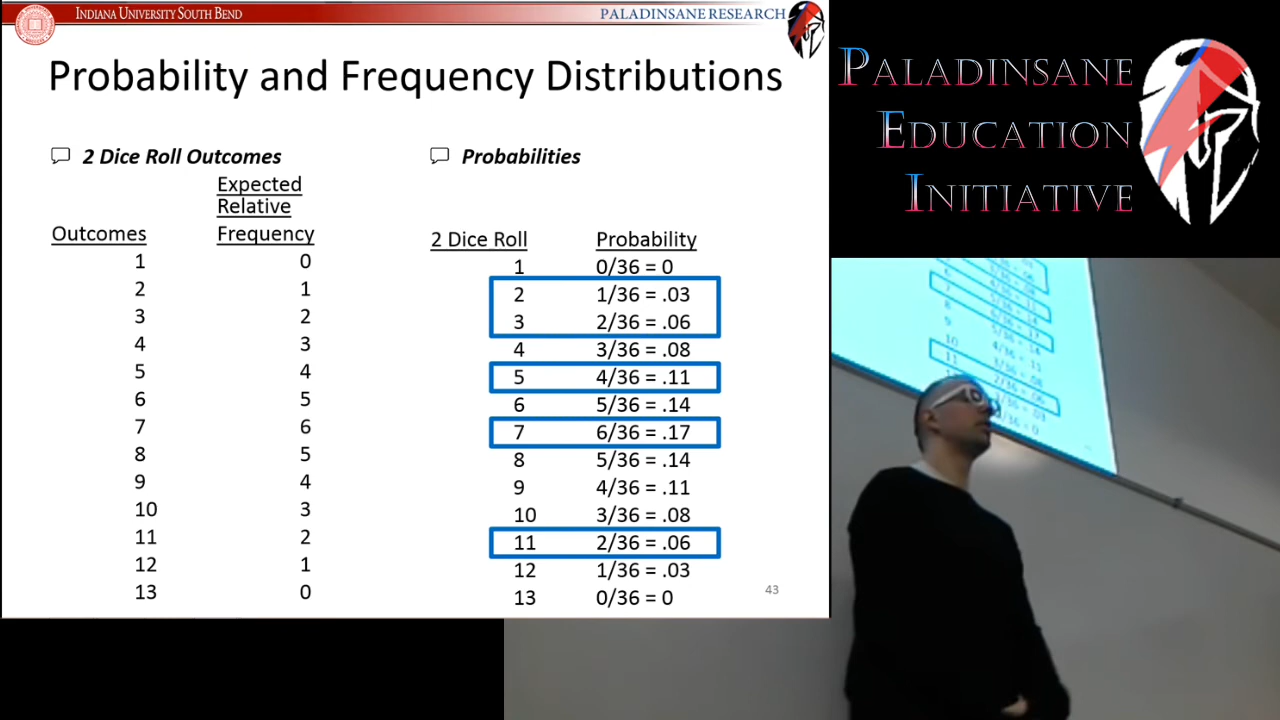 INDIANA UNIVERSITY SOUTH BEND
PALADINSANE RESEARCH
Probability and Frequency Distributions
2 Dice Roll Outcomes
Expected
Relative
Outcomes Frequency
1 0
2 1
3 2
4 3
5 4
6 5
7 6
8 5
9 4
10 3
11 2
12 1
13 0
Probabilities
2 Dice Roll Probability
1 0/36 = 0
2 1/36 = .03
3 2/36 = .06
4 3/36 = .08
5 4/36 = .11
6 5/36 = .14
7 6/36 = .17
8 5/36 = .14
9 4/36 = .11
10 3/36 = .08
11 2/36 = .06
12 1/36 = .03
13 0/36 = 0
43
PALADINSANE
EDUCATION
INITIATIVE